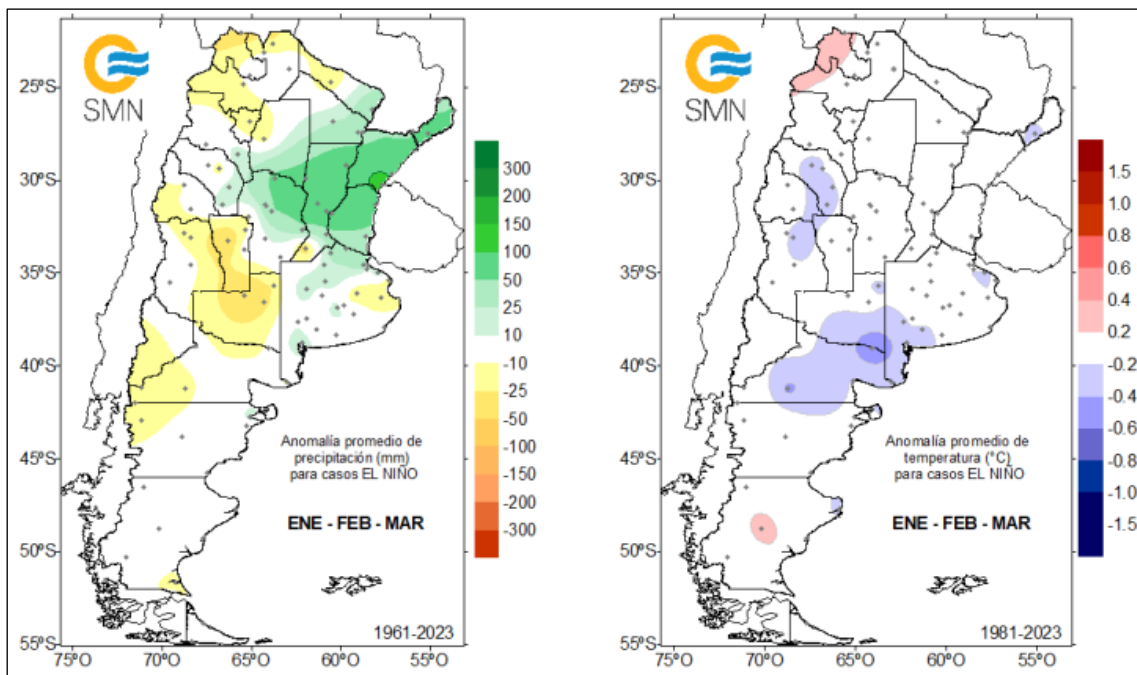 SMN
25ºS
30ºS
35ºS
40ºS
45ºS
50ºS
55ºS
75ºO
70ºO
65ºO
60ºO
55ºO
300
200
150
100
50
25
10
-10
-25
-50
-100
-150
-200
-300
Anomalía promedio de
precipitación (mm)
para casos EL NIÑO
ENE - FEB - MAR
1961-2023
SMN
25ºS
30ºS
35ºS
40ºS
45ºS
50ºS
55ºS
75ºO
70ºO
65ºO
60ºO
55ºO
1.5
1.0
0.8
0.6
0.4
0.2
-0.2
-0.4
-0.6
-0.8
-1.0
-1.5
Anomalía promedio de
temperatura (°C)
para casos EL NIÑO
ENE - FEB - MAR
1981-2023